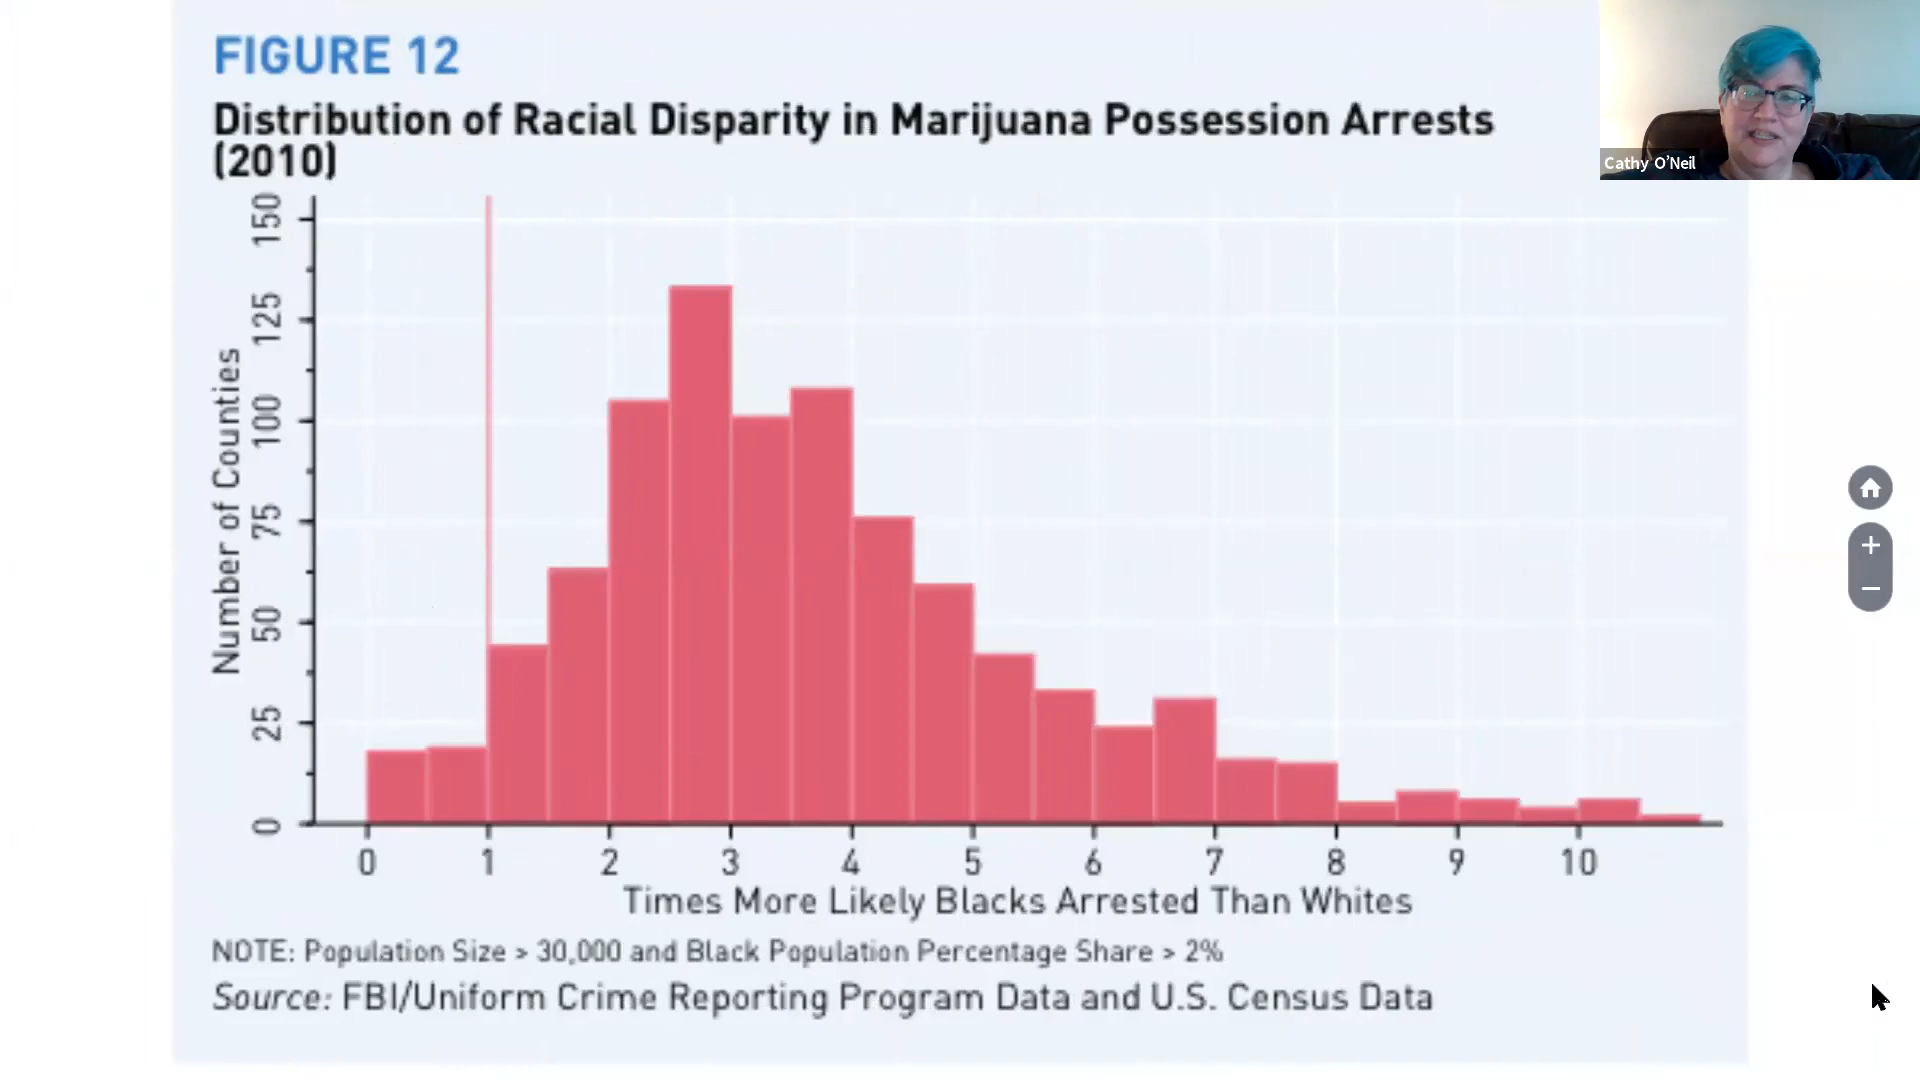 FIGURE 12
Distribution of Racial Disparity in Marijuana Possession Arrests
(2010)
Cathy O'Neil
Number of Counties
150
125
100
75
50
25
0
0 1 2 3 4 5 6 7 8 9 10
Times More Likely Blacks Arrested Than Whites
NOTE: Population Size > 30,000 and Black Population Percentage Share > 2%
Source: FBI/Uniform Crime Reporting Program Data and U.S. Census Data